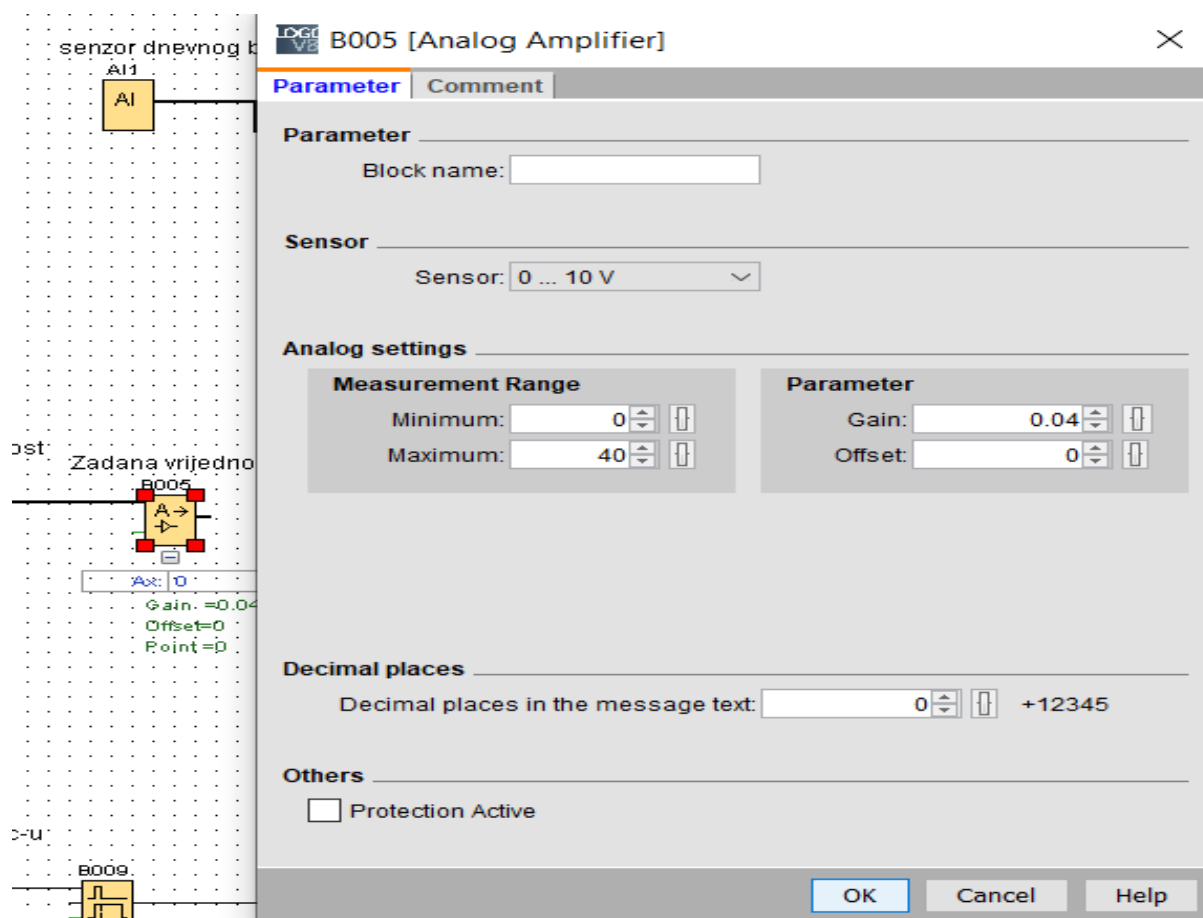 LOGO V8 B005 [Analog Amplifier]
Parameter Comment
Parameter
Block name:
Sensor
Sensor: 0 ... 10 V
Analog settings
Measurement Range
Minimum: 0
Maximum: 40
Parameter
Gain: 0.04
Offset: 0
Decimal places
Decimal places in the message text: 0 +12345
Others
Protection Active
OK Cancel Help
senzor dnevnog
AI1
AI
Zadana
B005
A→
Ax: 0
Gain =0.04
Offset=0
Point =0
B009